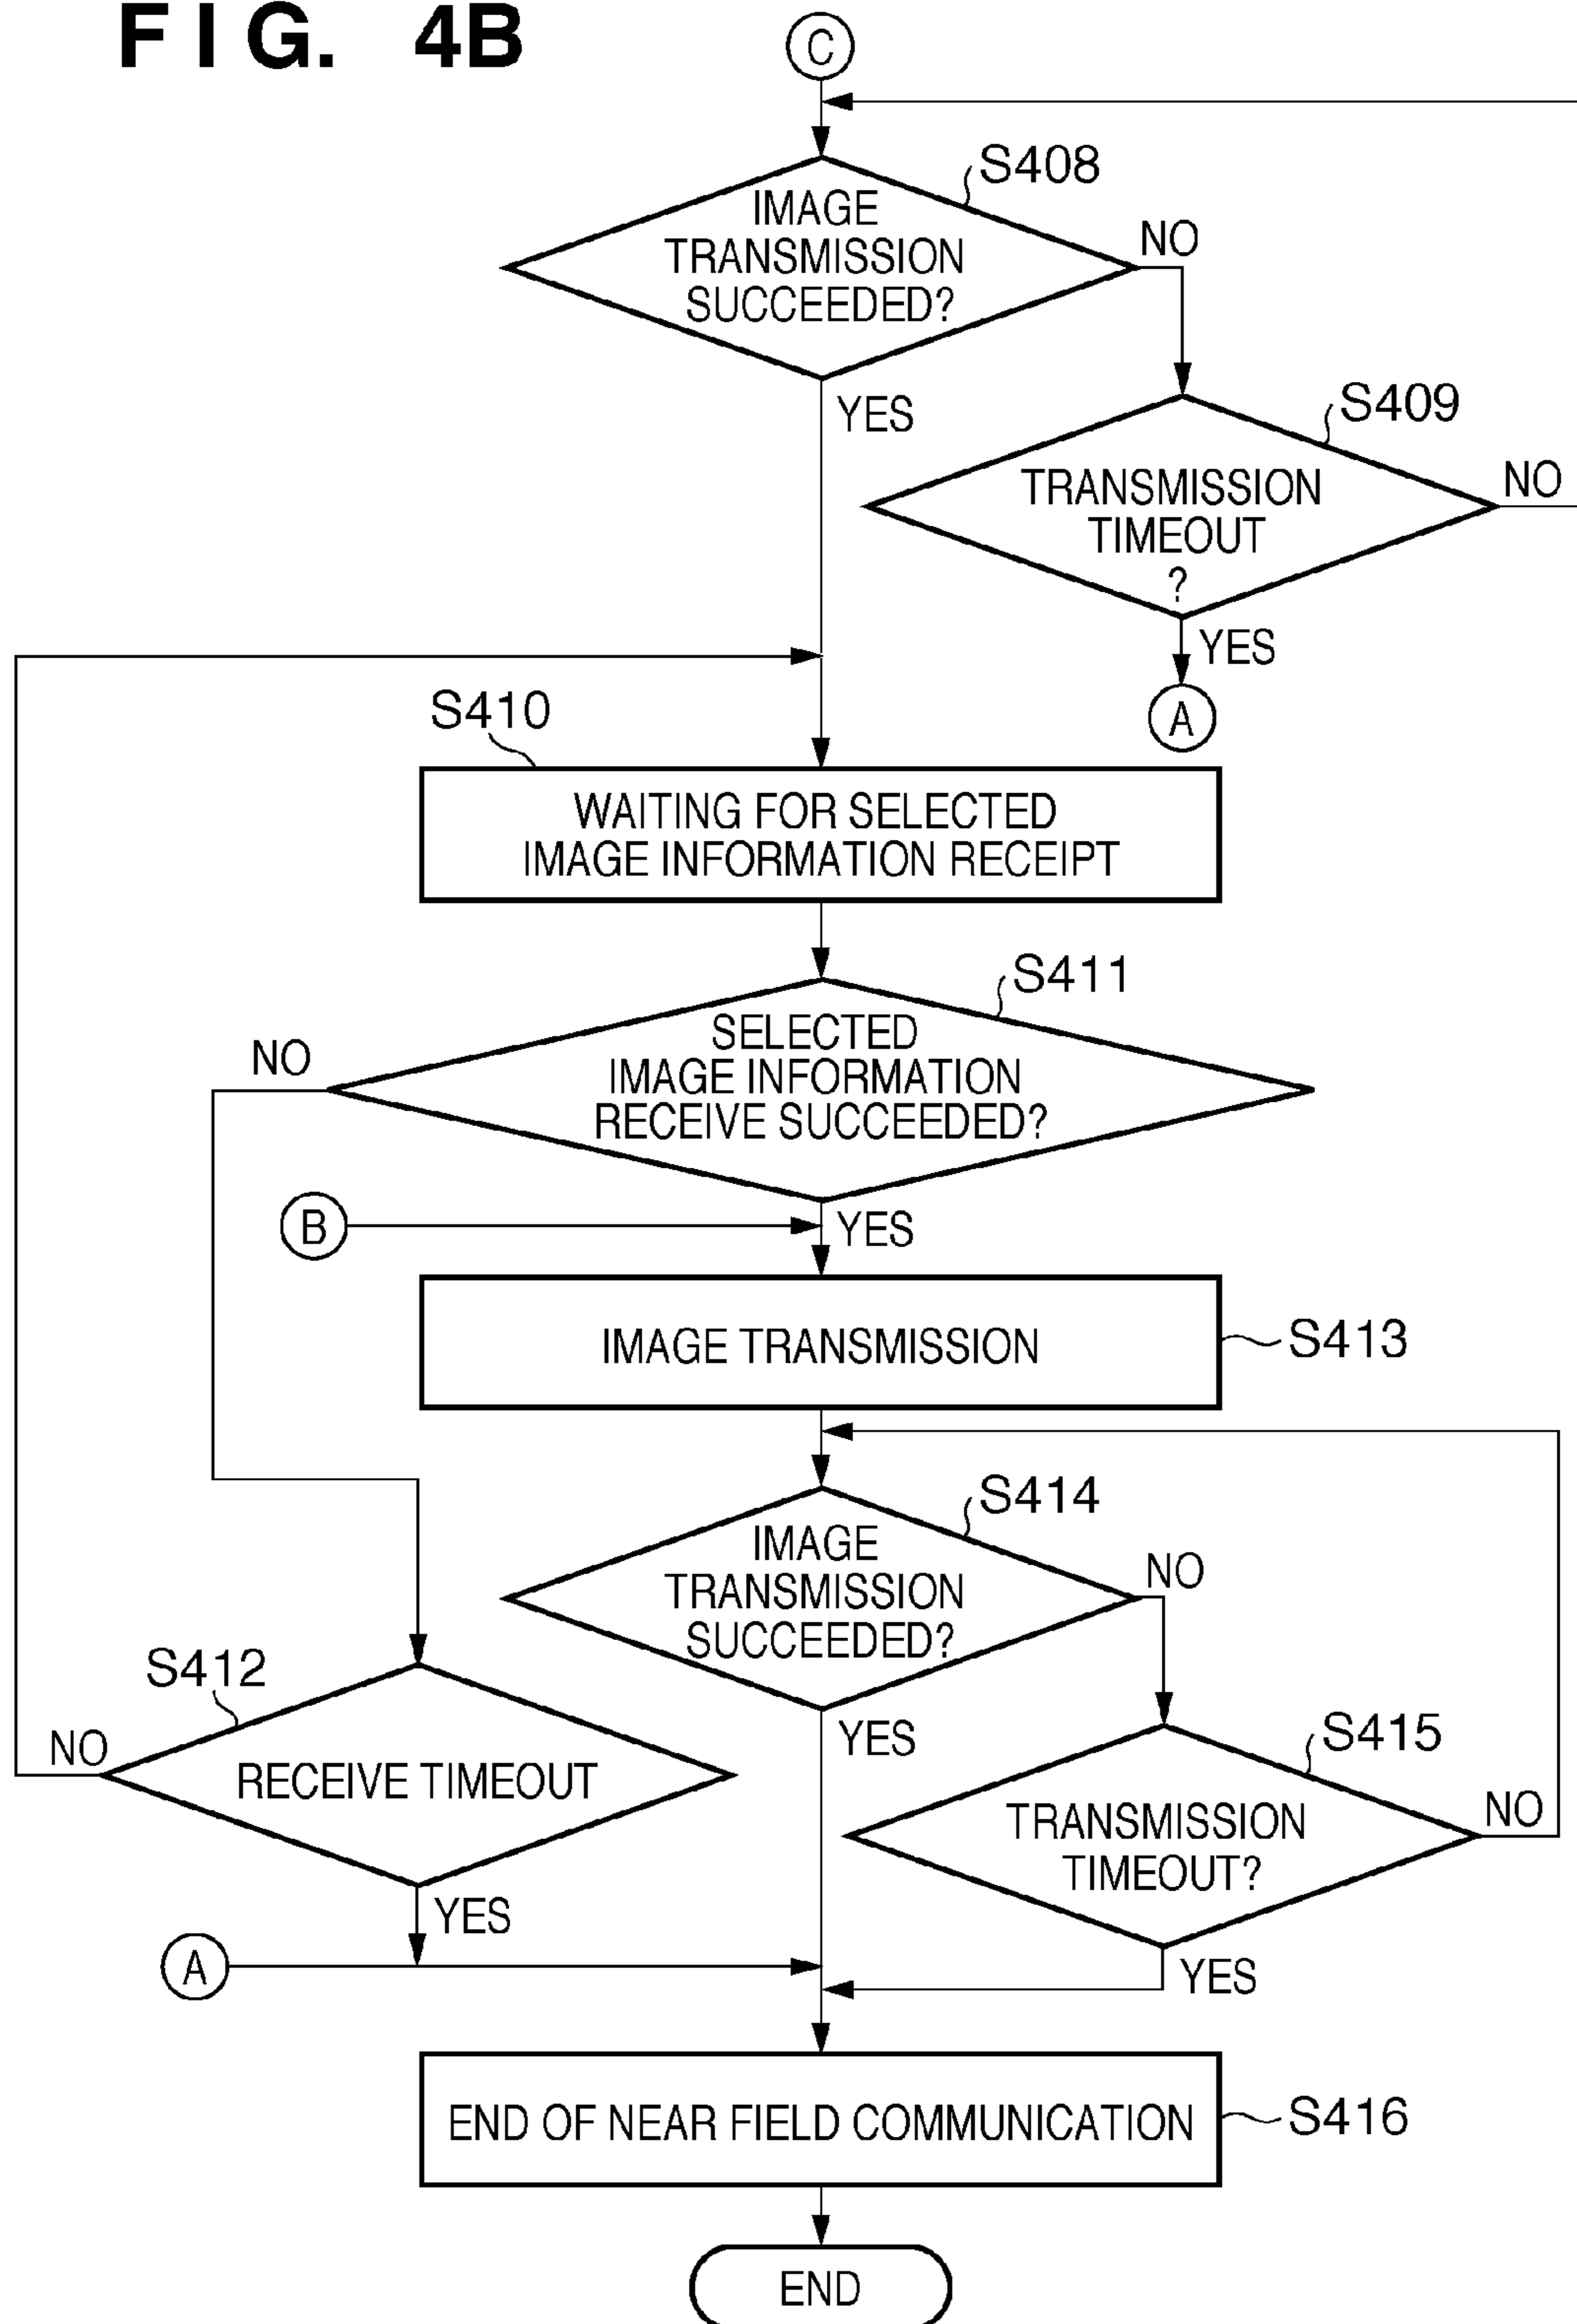 FIG. 4B
C
S408
IMAGE
TRANSMISSION
SUCCEEDED?
NO
YES
S409
TRANSMISSION
TIMEOUT
?
NO
YES
A
S410
WAITING FOR SELECTED
IMAGE INFORMATION RECEIPT
S411
SELECTED
IMAGE INFORMATION
RECEIVE SUCCEEDED?
NO
B
YES
IMAGE TRANSMISSION
S413
S414
IMAGE
TRANSMISSION
SUCCEEDED?
NO
YES
S412
RECEIVE TIMEOUT
NO
YES
S415
TRANSMISSION
TIMEOUT?
NO
YES
A
END OF NEAR FIELD COMMUNICATION
S416
END